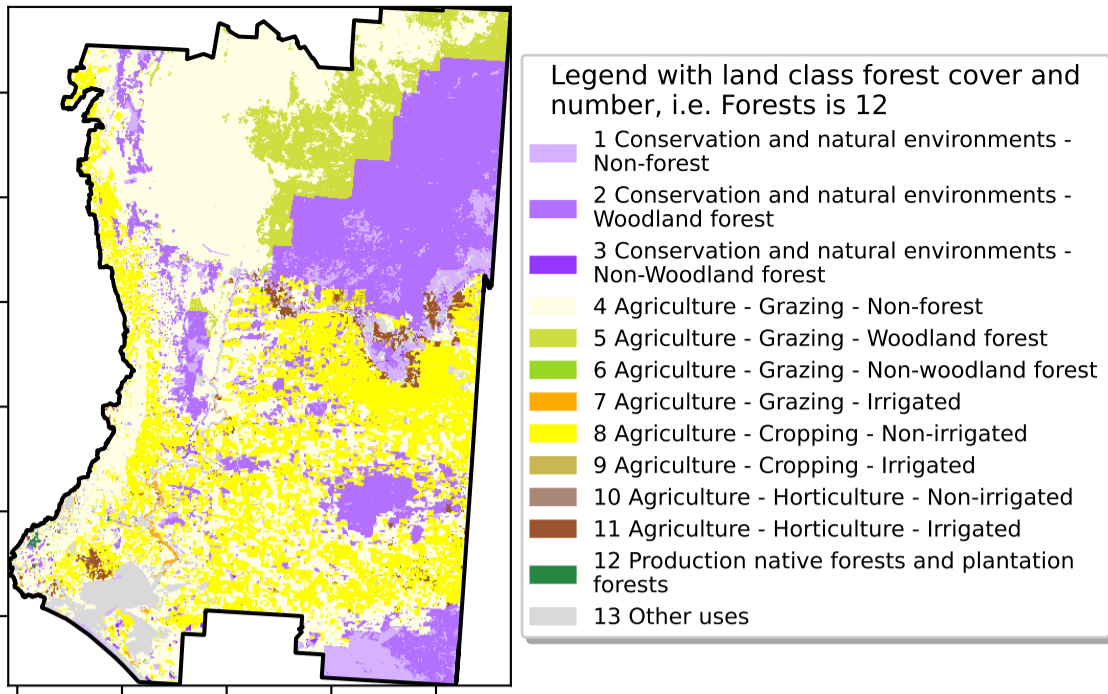 Legend with land class forest cover and
number, i.e. Forests is 12
1 Conservation and natural environments -
Non-forest
2 Conservation and natural environments -
Woodland forest
3 Conservation and natural environments -
Non-Woodland forest
4 Agriculture - Grazing - Non-forest
5 Agriculture - Grazing - Woodland forest
6 Agriculture - Grazing - Non-woodland forest
7 Agriculture - Grazing - Irrigated
8 Agriculture - Cropping - Non-irrigated
9 Agriculture - Cropping - Irrigated
10 Agriculture - Horticulture - Non-irrigated
11 Agriculture - Horticulture - Irrigated
12 Production native forests and plantation
forests
13 Other uses